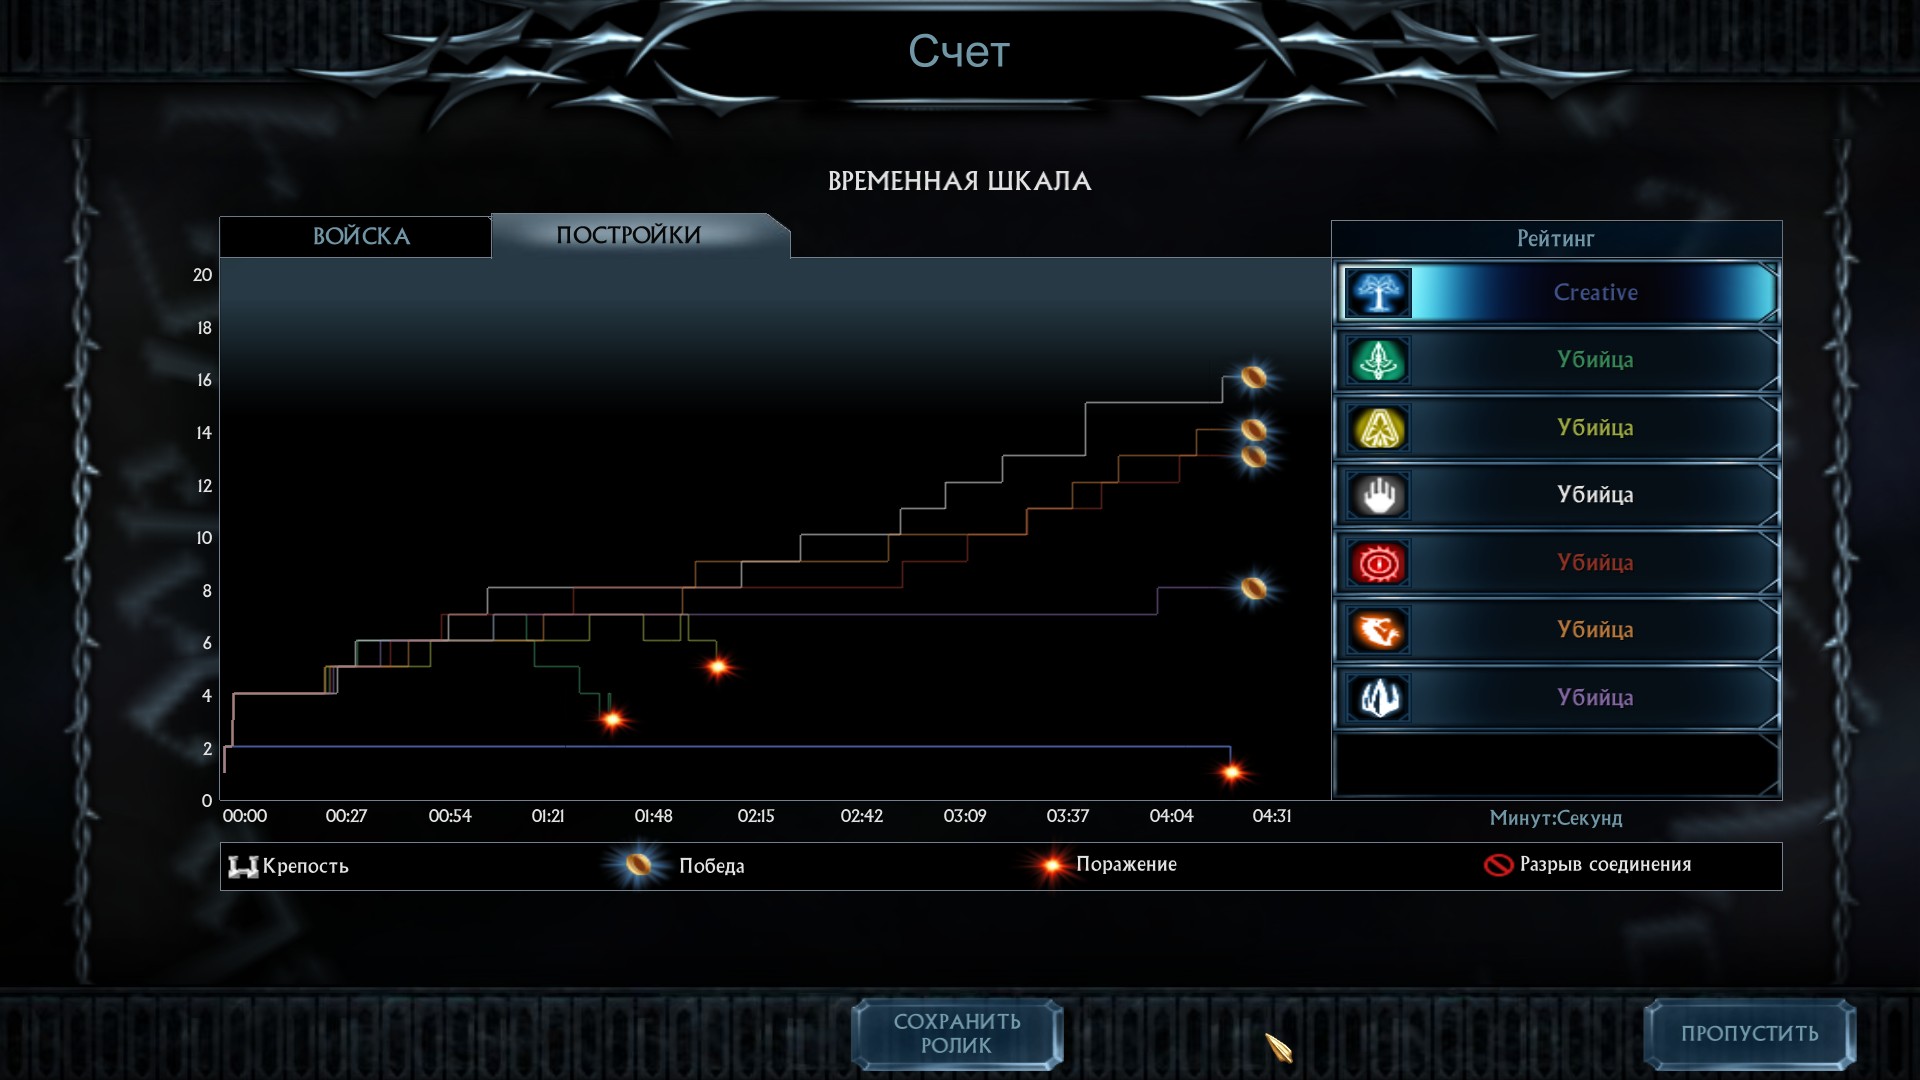 Счет
ВРЕМЕННАЯ ШКАЛА
ВОЙСКА
ПОСТРОЙКИ
Рейтинг
20
18
16
14
12
10
8
6
4
2
0
Creative
Убийца
Убийца
Убийца
Убийца
Убийца
Убийца
00:00 00:27 00:54 01:21 01:48 02:15 02:42 03:09 03:37 04:04 04:31
Минут:Секунд
Крепость
Победа
Поражение
Разрыв соединения
СОХРАНИТЬ
РОЛИК
ПРОПУСТИТЬ